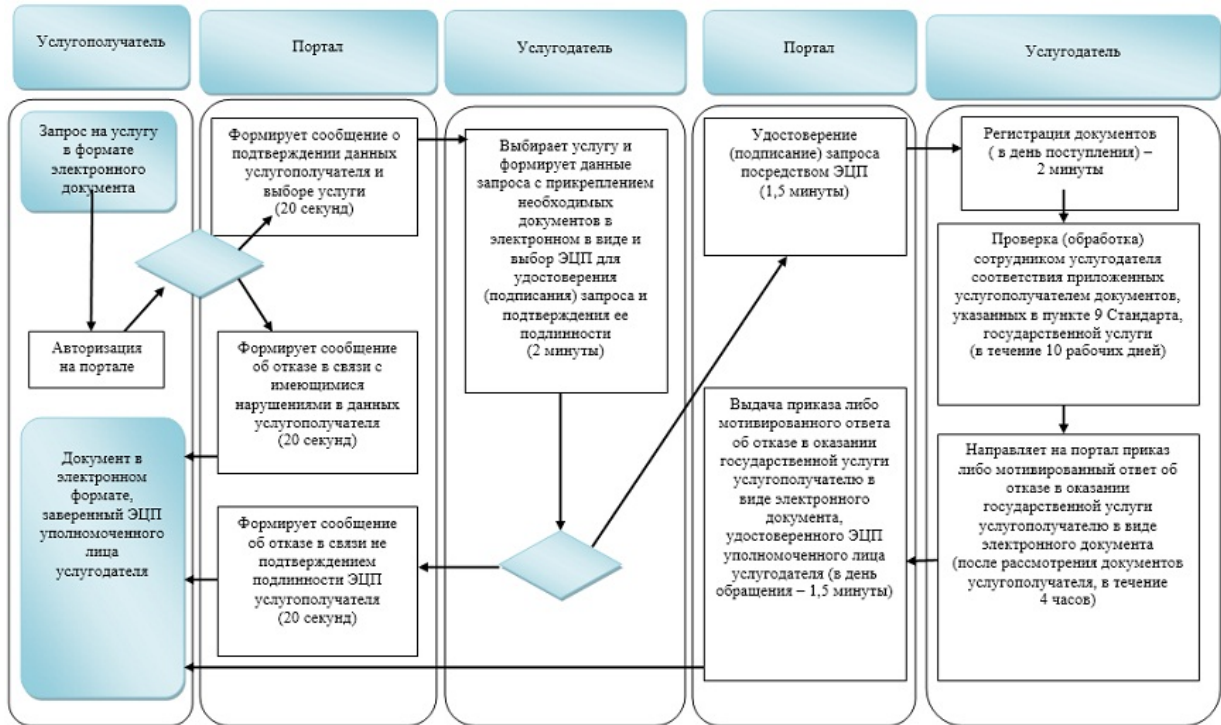 Услугополучатель
Портал
Услугодатель
Портал
Услугодатель
Запрос на услугу
в формате
электронного
документа
Авторизация
на портале
Документ в
электронном
формате,
заверенный ЭЦП
уполномоченного
лица
услугодателя
Формирует сообщение о
подтверждении данных
услугополучателя и
выборе услуги
(20 секунд)
Формирует сообщение
об отказе в связи с
имеющимися
нарушениями в данных
услугополучателя
(20 секунд)
Формирует сообщение
об отказе в связи не
подтверждением
подлинности ЭЦП
услугополучателя
(20 секунд)
Выбирает услугу и
формирует данные
запроса с прикреплением
необходимых
документов в
электронном в виде и
выбор ЭЦП для
удостоверения
(подписания) запроса и
подтверждения ее
подлинности
(2 минуты)
Удостоверение
(подписание) запроса
посредством ЭЦП
(1,5 минуты)
Выдача приказа либо
мотивированного ответа
об отказе в оказании
государственной услуги
услугополучателю в
виде электронного
документа,
удостоверенного ЭЦП
уполномоченного лица
услугодателя (в день
обращения – 1,5 минуты)
Регистрация документов
( в день поступления) –
2 минуты
Проверка (обработка)
сотрудником услугодателя
соответствия приложенных
услугополучателем документов,
указанных в пункте 9 Стандарта,
государственной услуги
(в течение 10 рабочих дней)
Направляет на портал приказ
либо мотивированный ответ об
отказе в оказании
государственной услуги
услугополучателю в виде
электронного документа
(после рассмотрения документов
услугополучателя, в течение
4 часов)